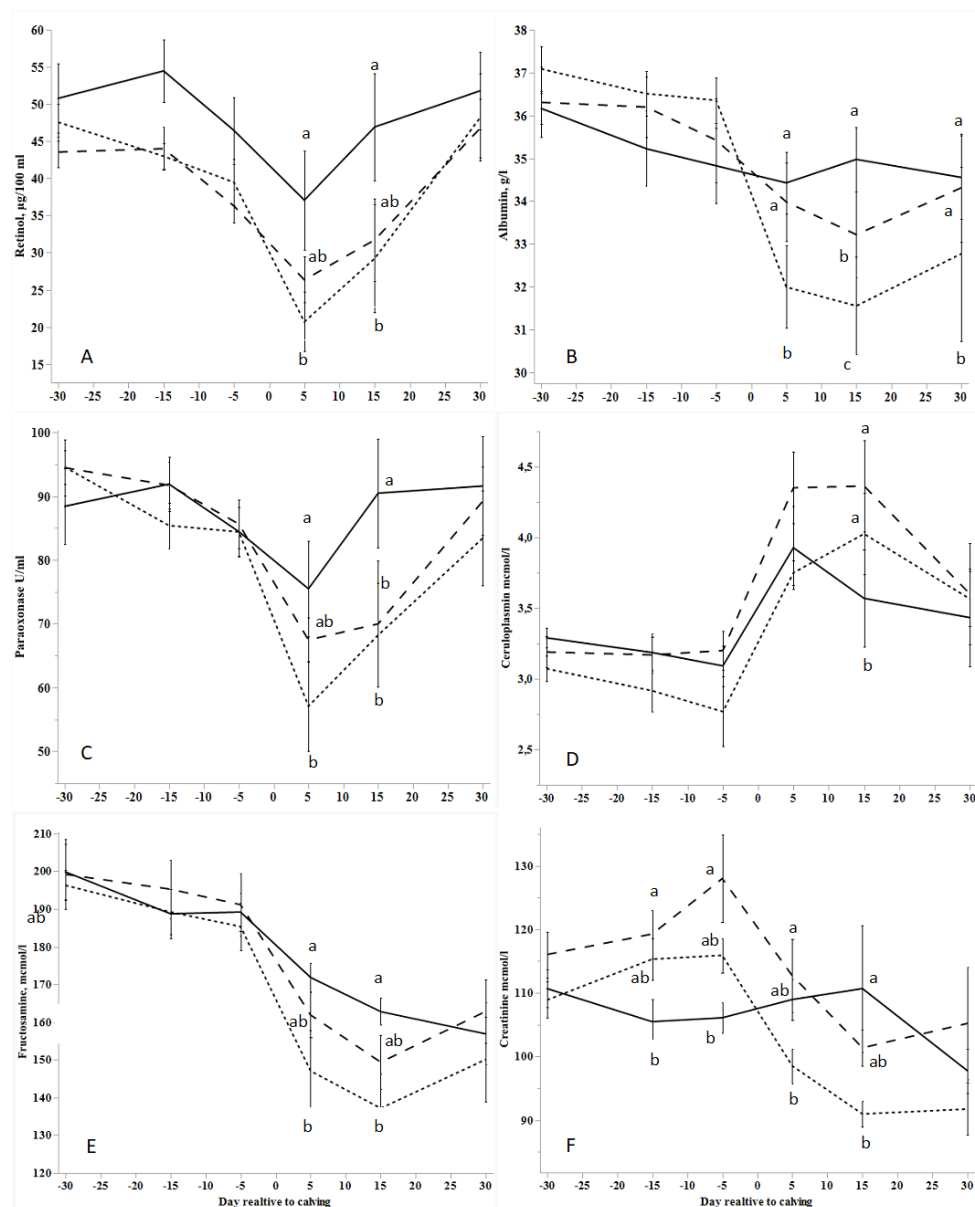 60
55
50
45
40
35
30
25
20
15
Retinol, µg/100 ml
a
a
ab
ab
b
b
A
-30 -25 -20 -15 -10 -5 0 5 10 15 20 25 30
38
37
36
35
34
33
32
31
30
Albumin, g/l
a
a
a
a
b
a
b
c
b
B
-30 -25 -20 -15 -10 -5 0 5 10 15 20 25 30
100
90
80
70
60
50
Paraoxonase U/ml
a
a
b
ab
b
b
C
-30 -25 -20 -15 -10 -5 0 5 10 15 20 25 30
4,5
4,0
3,5
3,0
2,5
Ceruloplasmin mcmol/l
a
a
b
D
-30 -25 -20 -15 -10 -5 0 5 10 15 20 25 30
210
200
190
180
170
160
150
140
130
120
Fructosamine, mcmol/l
ab
a
a
ab
ab
b
b
E
-30 -25 -20 -15 -10 -5 0 5 10 15 20 25 30
Day realtive to calving
130
120
110
100
90
Creatinine mcmol/l
a
a
a
ab
ab
ab
a
b
b
ab
b
b
F
-30 -25 -20 -15 -10 -5 0 5 10 15 20 25 30
Day realtive to calving